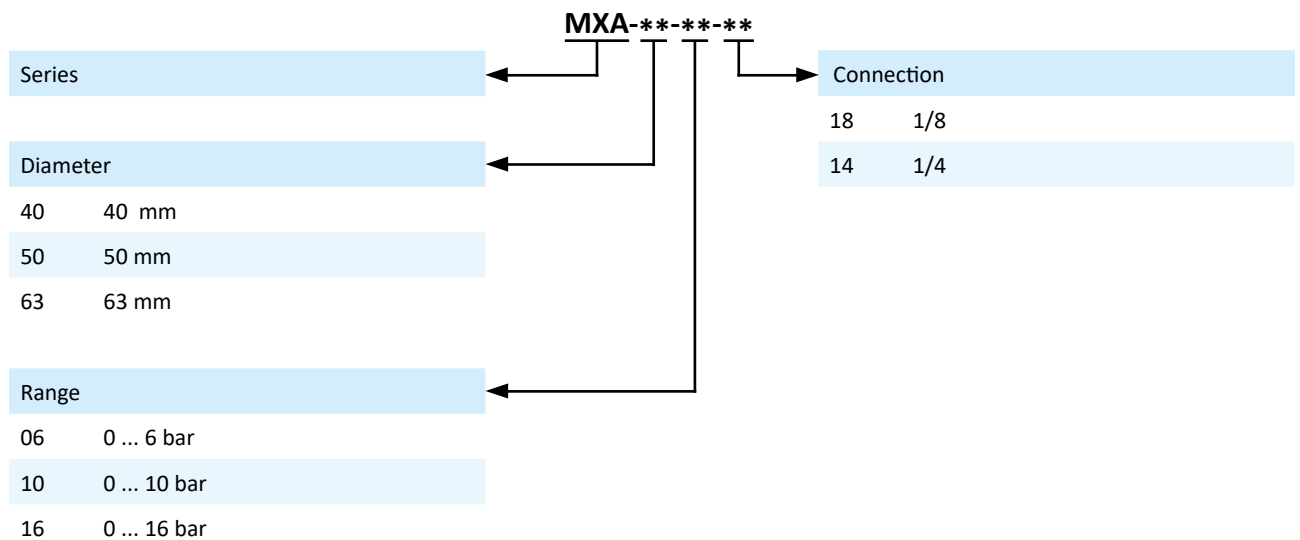 MXA-**-**-**
Series
Connection
18 1/8
14 1/4
Diameter
40 40 mm
50 50 mm
63 63 mm
Range
06 0 ... 6 bar
10 0 ... 10 bar
16 0 ... 16 bar